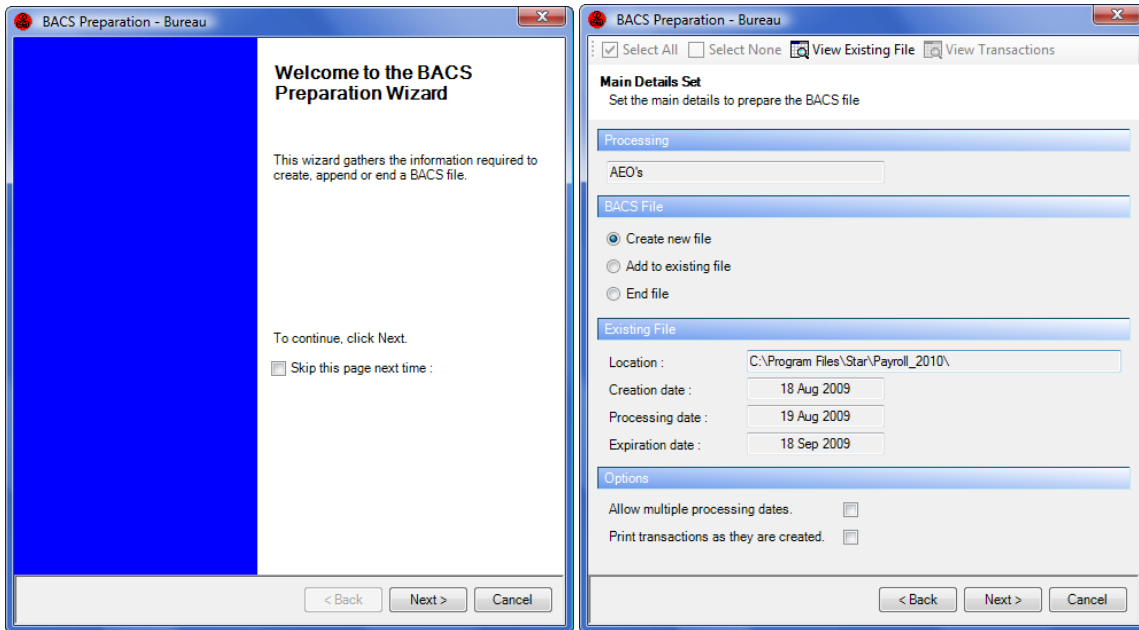 BACS Preparation - Bureau
Welcome to the BACS
Preparation Wizard
This wizard gathers the information required to
create, append or end a BACS file.
To continue, click Next.
Skip this page next time :
< Back Next > Cancel
BACS Preparation - Bureau
Select All Select None View Existing File View Transactions
Main Details Set
Set the main details to prepare the BACS file
Processing
AEO's
BACS File
Create new file
Add to existing file
End file
Existing File
Location : C:\Program Files\Star\Payroll_2010\
Creation date : 18 Aug 2009
Processing date : 19 Aug 2009
Expiration date : 18 Sep 2009
Options
Allow multiple processing dates.
Print transactions as they are created.
< Back Next > Cancel